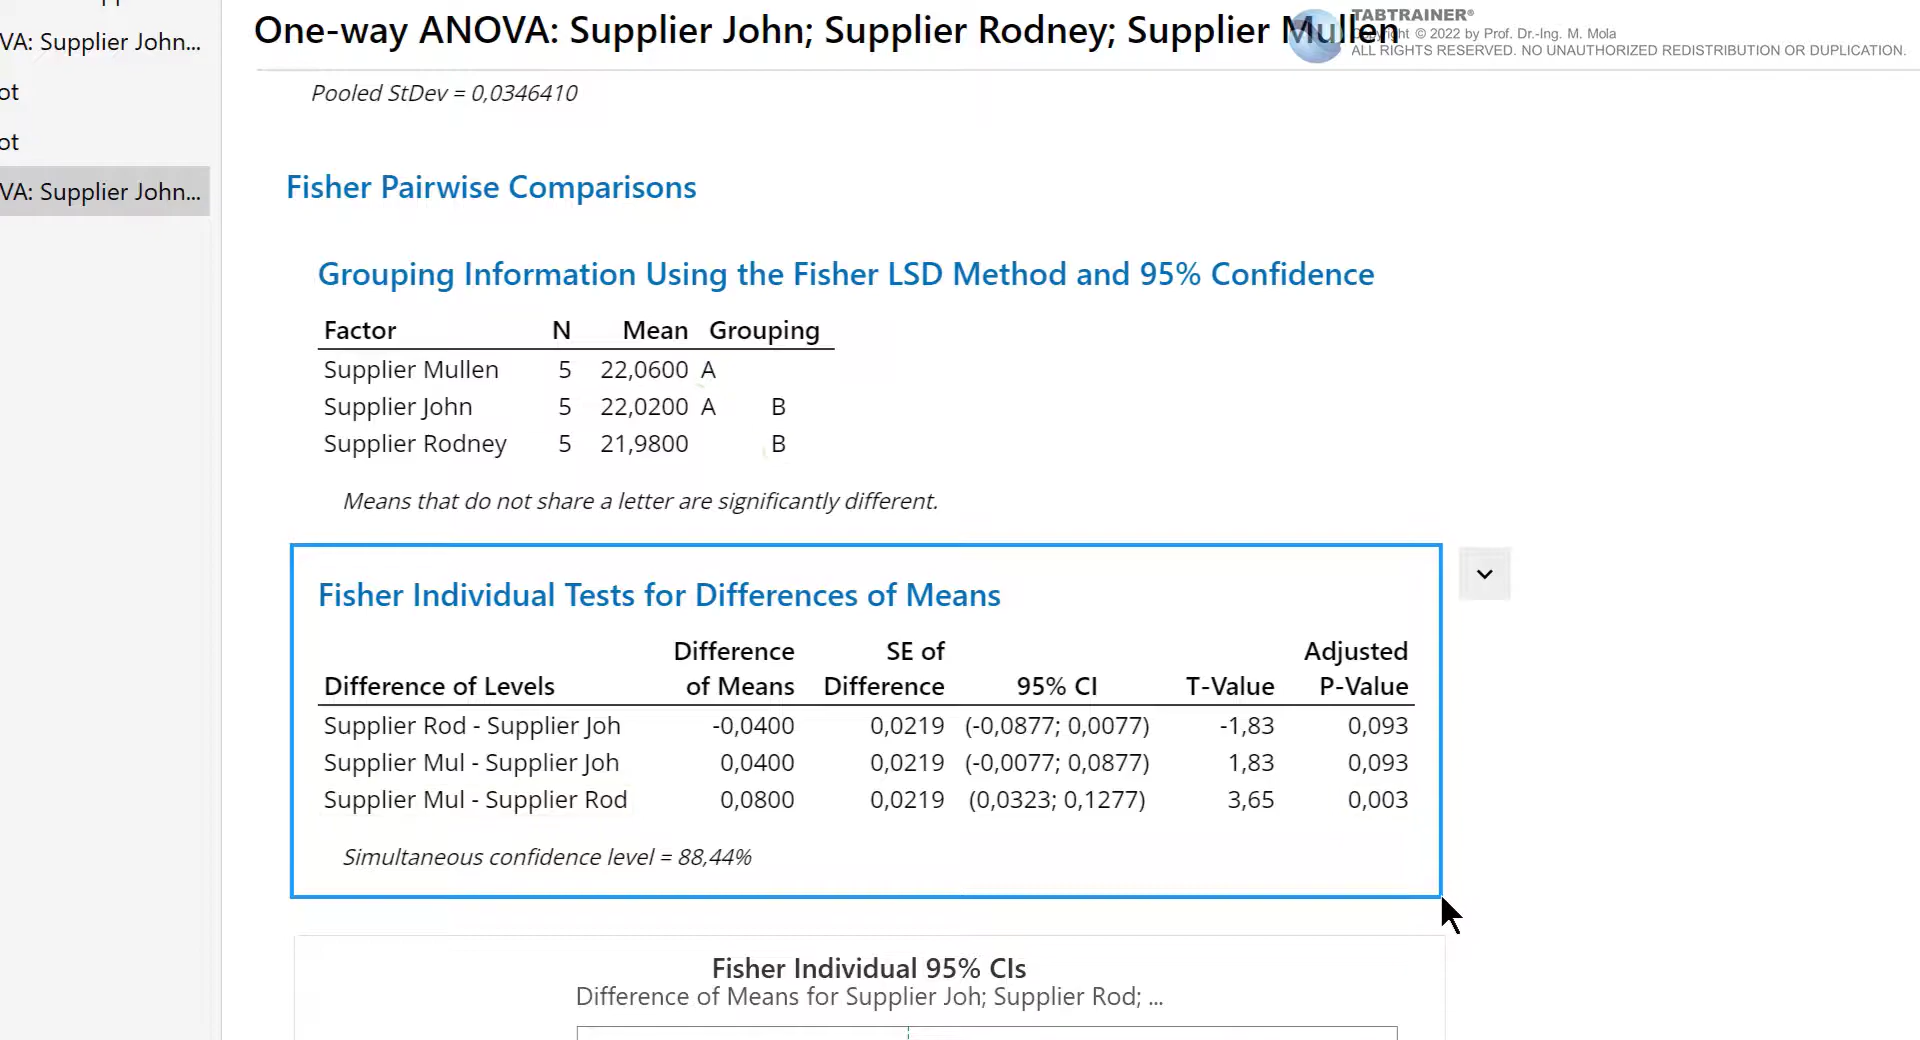 One-way ANOVA: Supplier John; Supplier Rodney; Supplier Mullen
TABTRAINER®
Copyright © 2022 by Prof. Dr.-Ing. M. Mola
ALL RIGHTS RESERVED. NO UNAUTHORIZED REDISTRIBUTION OR DUPLICATION.
VA: Supplier John...
ot
ot
VA: Supplier John...
Pooled StDev = 0,0346410
Fisher Pairwise Comparisons
Grouping Information Using the Fisher LSD Method and 95% Confidence
Factor N Mean Grouping
Supplier Mullen 5 22,0600 A
Supplier John 5 22,0200 A B
Supplier Rodney 5 21,9800 B
Means that do not share a letter are significantly different.
Fisher Individual Tests for Differences of Means
Difference SE of Adjusted
Difference of Levels of Means Difference 95% CI T-Value P-Value
Supplier Rod - Supplier Joh -0,0400 0,0219 (-0,0877; 0,0077) -1,83 0,093
Supplier Mul - Supplier Joh 0,0400 0,0219 (-0,0077; 0,0877) 1,83 0,093
Supplier Mul - Supplier Rod 0,0800 0,0219 (0,0323; 0,1277) 3,65 0,003
Simultaneous confidence level = 88,44%
Fisher Individual 95% CIs
Difference of Means for Supplier Joh; Supplier Rod; ...